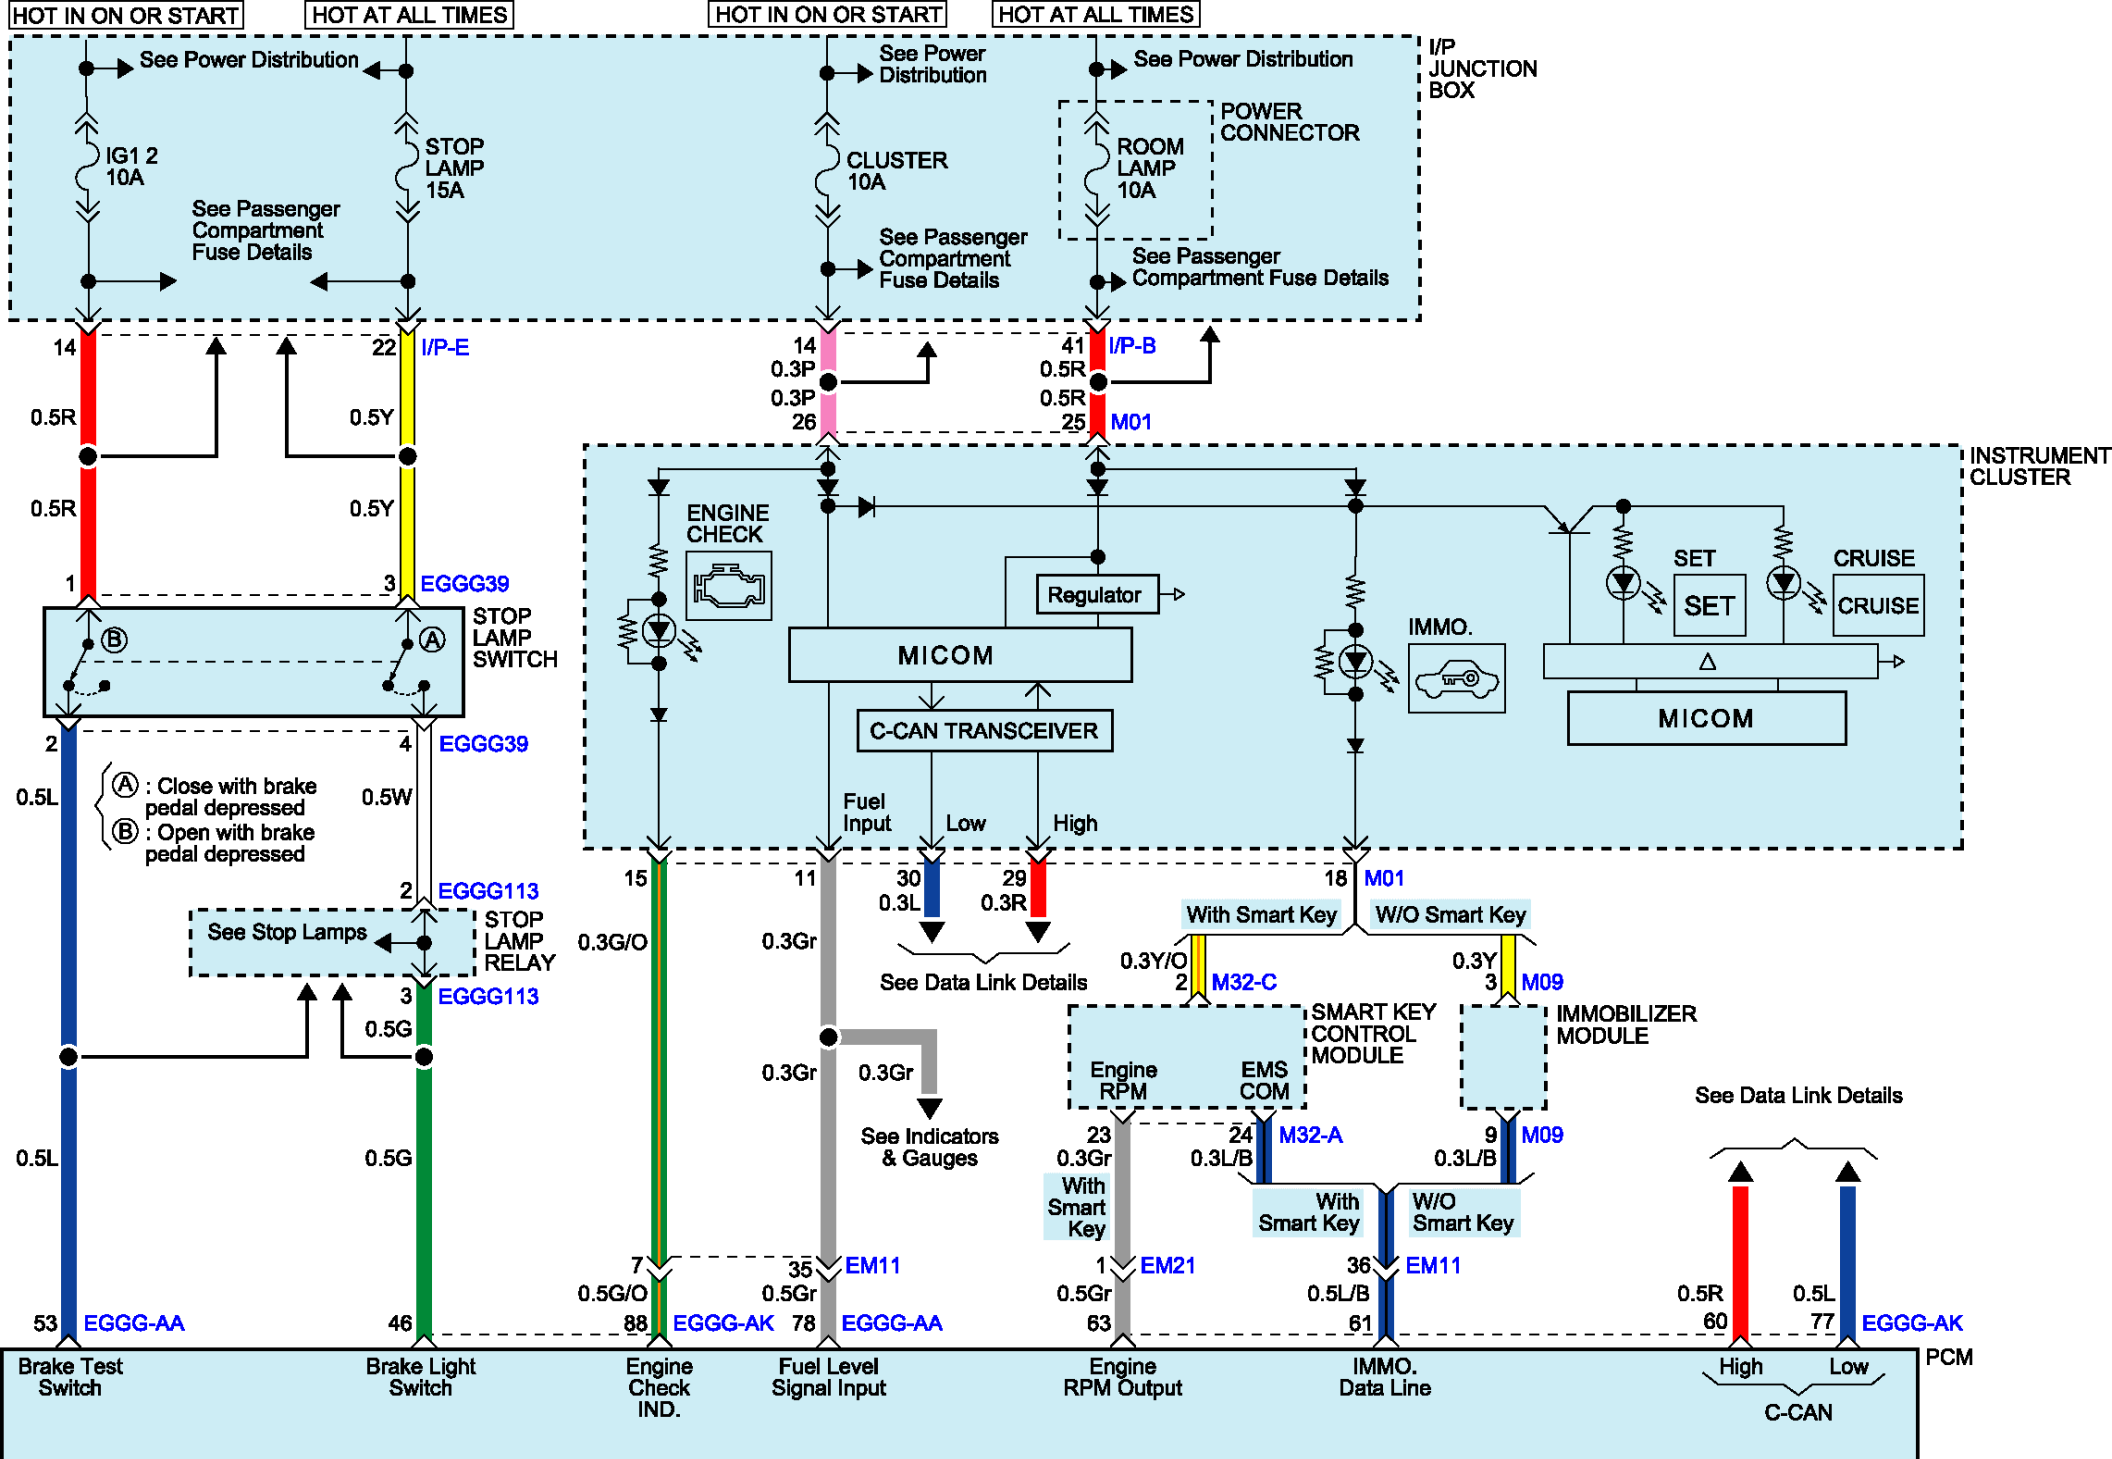 HOT IN ON OR START
HOT AT ALL TIMES
HOT IN ON OR START
HOT AT ALL TIMES
I/P
JUNCTION
BOX
See Power Distribution
See Power
Distribution
See Power Distribution
POWER
CONNECTOR
IG1 2
10A
STOP
LAMP
15A
CLUSTER
10A
ROOM
LAMP
10A
See Passenger
Compartment
Fuse Details
See Passenger
Compartment
Fuse Details
See Passenger
Compartment Fuse Details
14
22
I/P-E
14
41
I/P-B
0.3P
0.5R
0.3P
0.5R
26
25
M01
0.5R
0.5Y
0.5R
0.5Y
1
3
EGGG39
STOP
LAMP
SWITCH
B
A
2
4
EGGG39
INSTRUMENT
CLUSTER
ENGINE
CHECK
Regulator
MICOM
C-CAN TRANSCEIVER
IMMO.
SET
SET
CRUISE
CRUISE
Δ
MICOM
Fuel
Input
Low
High
0.5L
A : Close with brake
pedal depressed
B : Open with brake
pedal depressed
0.5W
2
EGGG113
See Stop Lamps
STOP
LAMP
RELAY
3
EGGG113
0.5G
15
11
30
29
18
M01
0.3L
0.3R
0.3G/O
0.3Gr
See Data Link Details
With Smart Key
W/O Smart Key
0.3Y/O
0.3Y
2
M32-C
3
M09
SMART KEY
CONTROL
MODULE
IMMOBILIZER
MODULE
Engine
RPM
EMS
COM
0.3Gr
0.3Gr
See Indicators
& Gauges
23
24
M32-A
9
M09
0.3Gr
0.3L/B
0.3L/B
With
Smart
Key
With
Smart Key
W/O
Smart Key
See Data Link Details
0.5L
0.5G
7
35
EM11
1
EM21
36
EM11
0.5G/O
0.5Gr
0.5Gr
0.5L/B
0.5R
0.5L
53
EGGG-AA
46
88
EGGG-AK
78
EGGG-AA
63
61
60
77
EGGG-AK
PCM
Brake Test
Switch
Brake Light
Switch
Engine
Check
IND.
Fuel Level
Signal Input
Engine
RPM Output
IMMO.
Data Line
High
Low
C-CAN